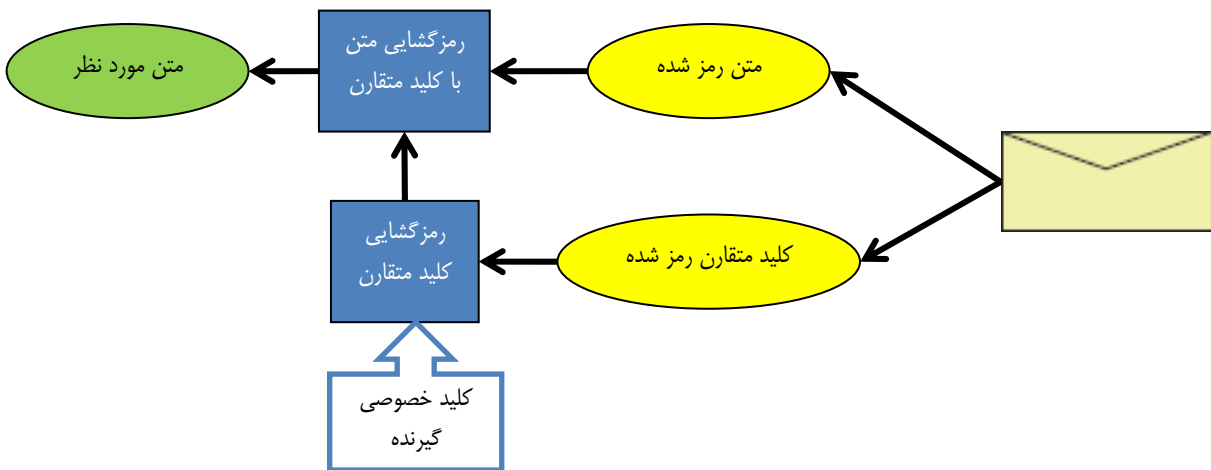 متن رمز شده
رمزگشایی متن
با کلید متقارن
متن مورد نظر
کلید متقارن رمز شده
رمزگشایی
کلید متقارن
کلید خصوصی
گیرنده